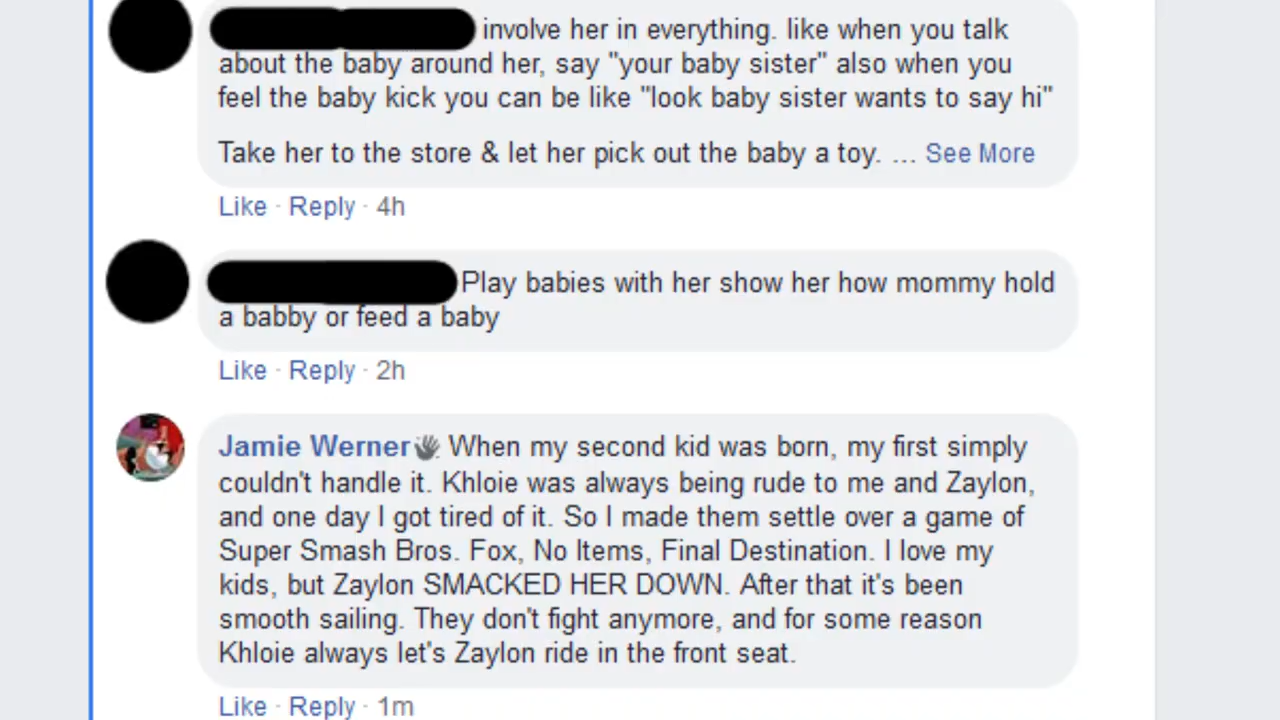 involve her in everything. like when you talk
about the baby around her, say "your baby sister" also when you
feel the baby kick you can be like "look baby sister wants to say hi"
Take her to the store & let her pick out the baby a toy. ... See More
Like · Reply · 4h
Play babies with her show her how mommy hold
a babby or feed a baby
Like · Reply · 2h
Jamie Werner When my second kid was born, my first simply
couldn't handle it. Khloie was always being rude to me and Zaylon,
and one day I got tired of it. So I made them settle over a game of
Super Smash Bros. Fox, No Items, Final Destination. I love my
kids, but Zaylon SMACKED HER DOWN. After that it's been
smooth sailing. They don't fight anymore, and for some reason
Khloie always let's Zaylon ride in the front seat.
Like · Reply · 1m